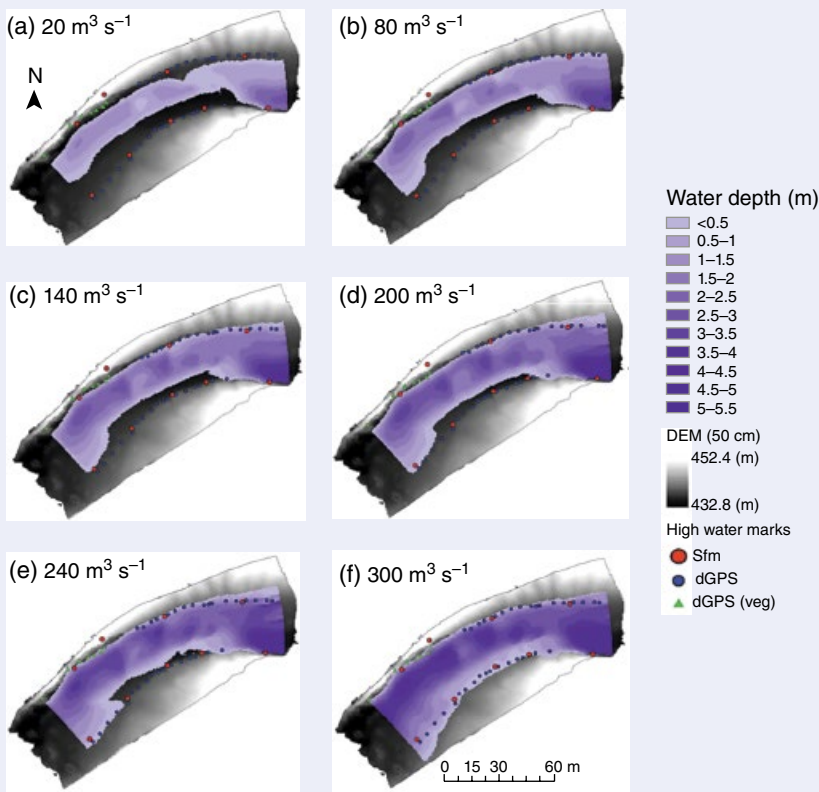 (a) 20 m³ s⁻¹
(b) 80 m³ s⁻¹
N
(c) 140 m³ s⁻¹
(d) 200 m³ s⁻¹
(e) 240 m³ s⁻¹
(f) 300 m³ s⁻¹
0 15 30 60 m
Water depth (m)
<0.5
0.5–1
1–1.5
1.5–2
2–2.5
2.5–3
3–3.5
3.5–4
4–4.5
4.5–5
5–5.5
DEM (50 cm)
452.4 (m)
432.8 (m)
High water marks
Sfm
dGPS
dGPS (veg)